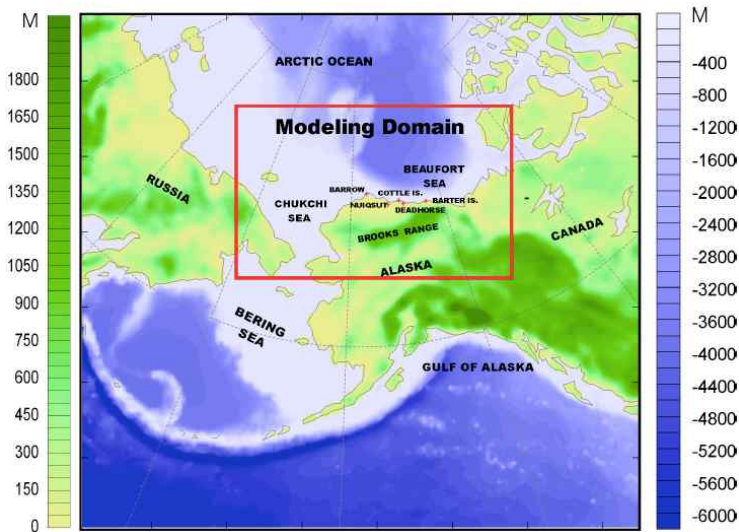 M
1800
1650
1500
1350
1200
1050
900
750
600
450
300
150
0
ARCTIC OCEAN
Modeling Domain
BEAUFORT
SEA
BARROW
COTTLE IS.
NUIQSUT
DEADHORSE
BARTER IS.
RUSSIA
CHUKCHI
SEA
BROOKS RANGE
CANADA
ALASKA
BERING
SEA
GULF OF ALASKA
M
-400
-800
-1200
-1600
-2000
-2400
-2800
-3200
-3600
-4000
-4400
-4800
-5200
-5600
-6000